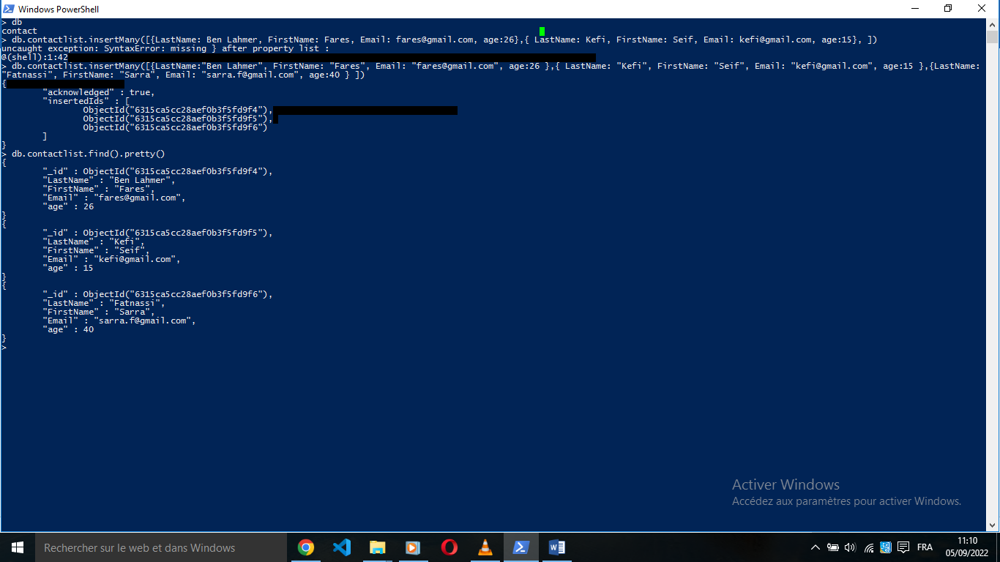 Windows PowerShell
> db
contact
> db.contactlist.insertMany([{LastName: Ben Lahmer, FirstName: Fares, Email: fares@gmail.com, age:26},{ LastName: Kefi, FirstName: Seif, Email: kefi@gmail.com, age:15}, ])
uncaught exception: SyntaxError: missing } after property list :
@(shell):1:42
> db.contactlist.insertMany([{LastName:"Ben Lahmer", FirstName: "Fares", Email: "fares@gmail.com", age:26 },{ LastName: "Kefi", FirstName: "Seif", Email: "kefi@gmail.com", age:15 },{LastName:
"Fatnassi", FirstName: "Sarra", Email: "sarra.f@gmail.com", age:40 } ])
{
"acknowledged" : true,
"insertedIds" : [
ObjectId("6315ca5cc28aef0b3f5fd9f4"),
ObjectId("6315ca5cc28aef0b3f5fd9f5"),
ObjectId("6315ca5cc28aef0b3f5fd9f6")
]
}
> db.contactlist.find().pretty()
{
"_id" : ObjectId("6315ca5cc28aef0b3f5fd9f4"),
"LastName" : "Ben Lahmer",
"FirstName" : "Fares",
"Email" : "fares@gmail.com",
"age" : 26
}
{
"_id" : ObjectId("6315ca5cc28aef0b3f5fd9f5"),
"LastName" : "Kefi",
"FirstName" : "Seif",
"Email" : "kefi@gmail.com",
"age" : 15
}
{
"_id" : ObjectId("6315ca5cc28aef0b3f5fd9f6"),
"LastName" : "Fatnassi",
"FirstName" : "Sarra",
"Email" : "sarra.f@gmail.com",
"age" : 40
}
>
Activer Windows
Accédez aux paramètres pour activer Windows.
Rechercher sur le web et dans Windows
FRA
11:10
05/09/2022